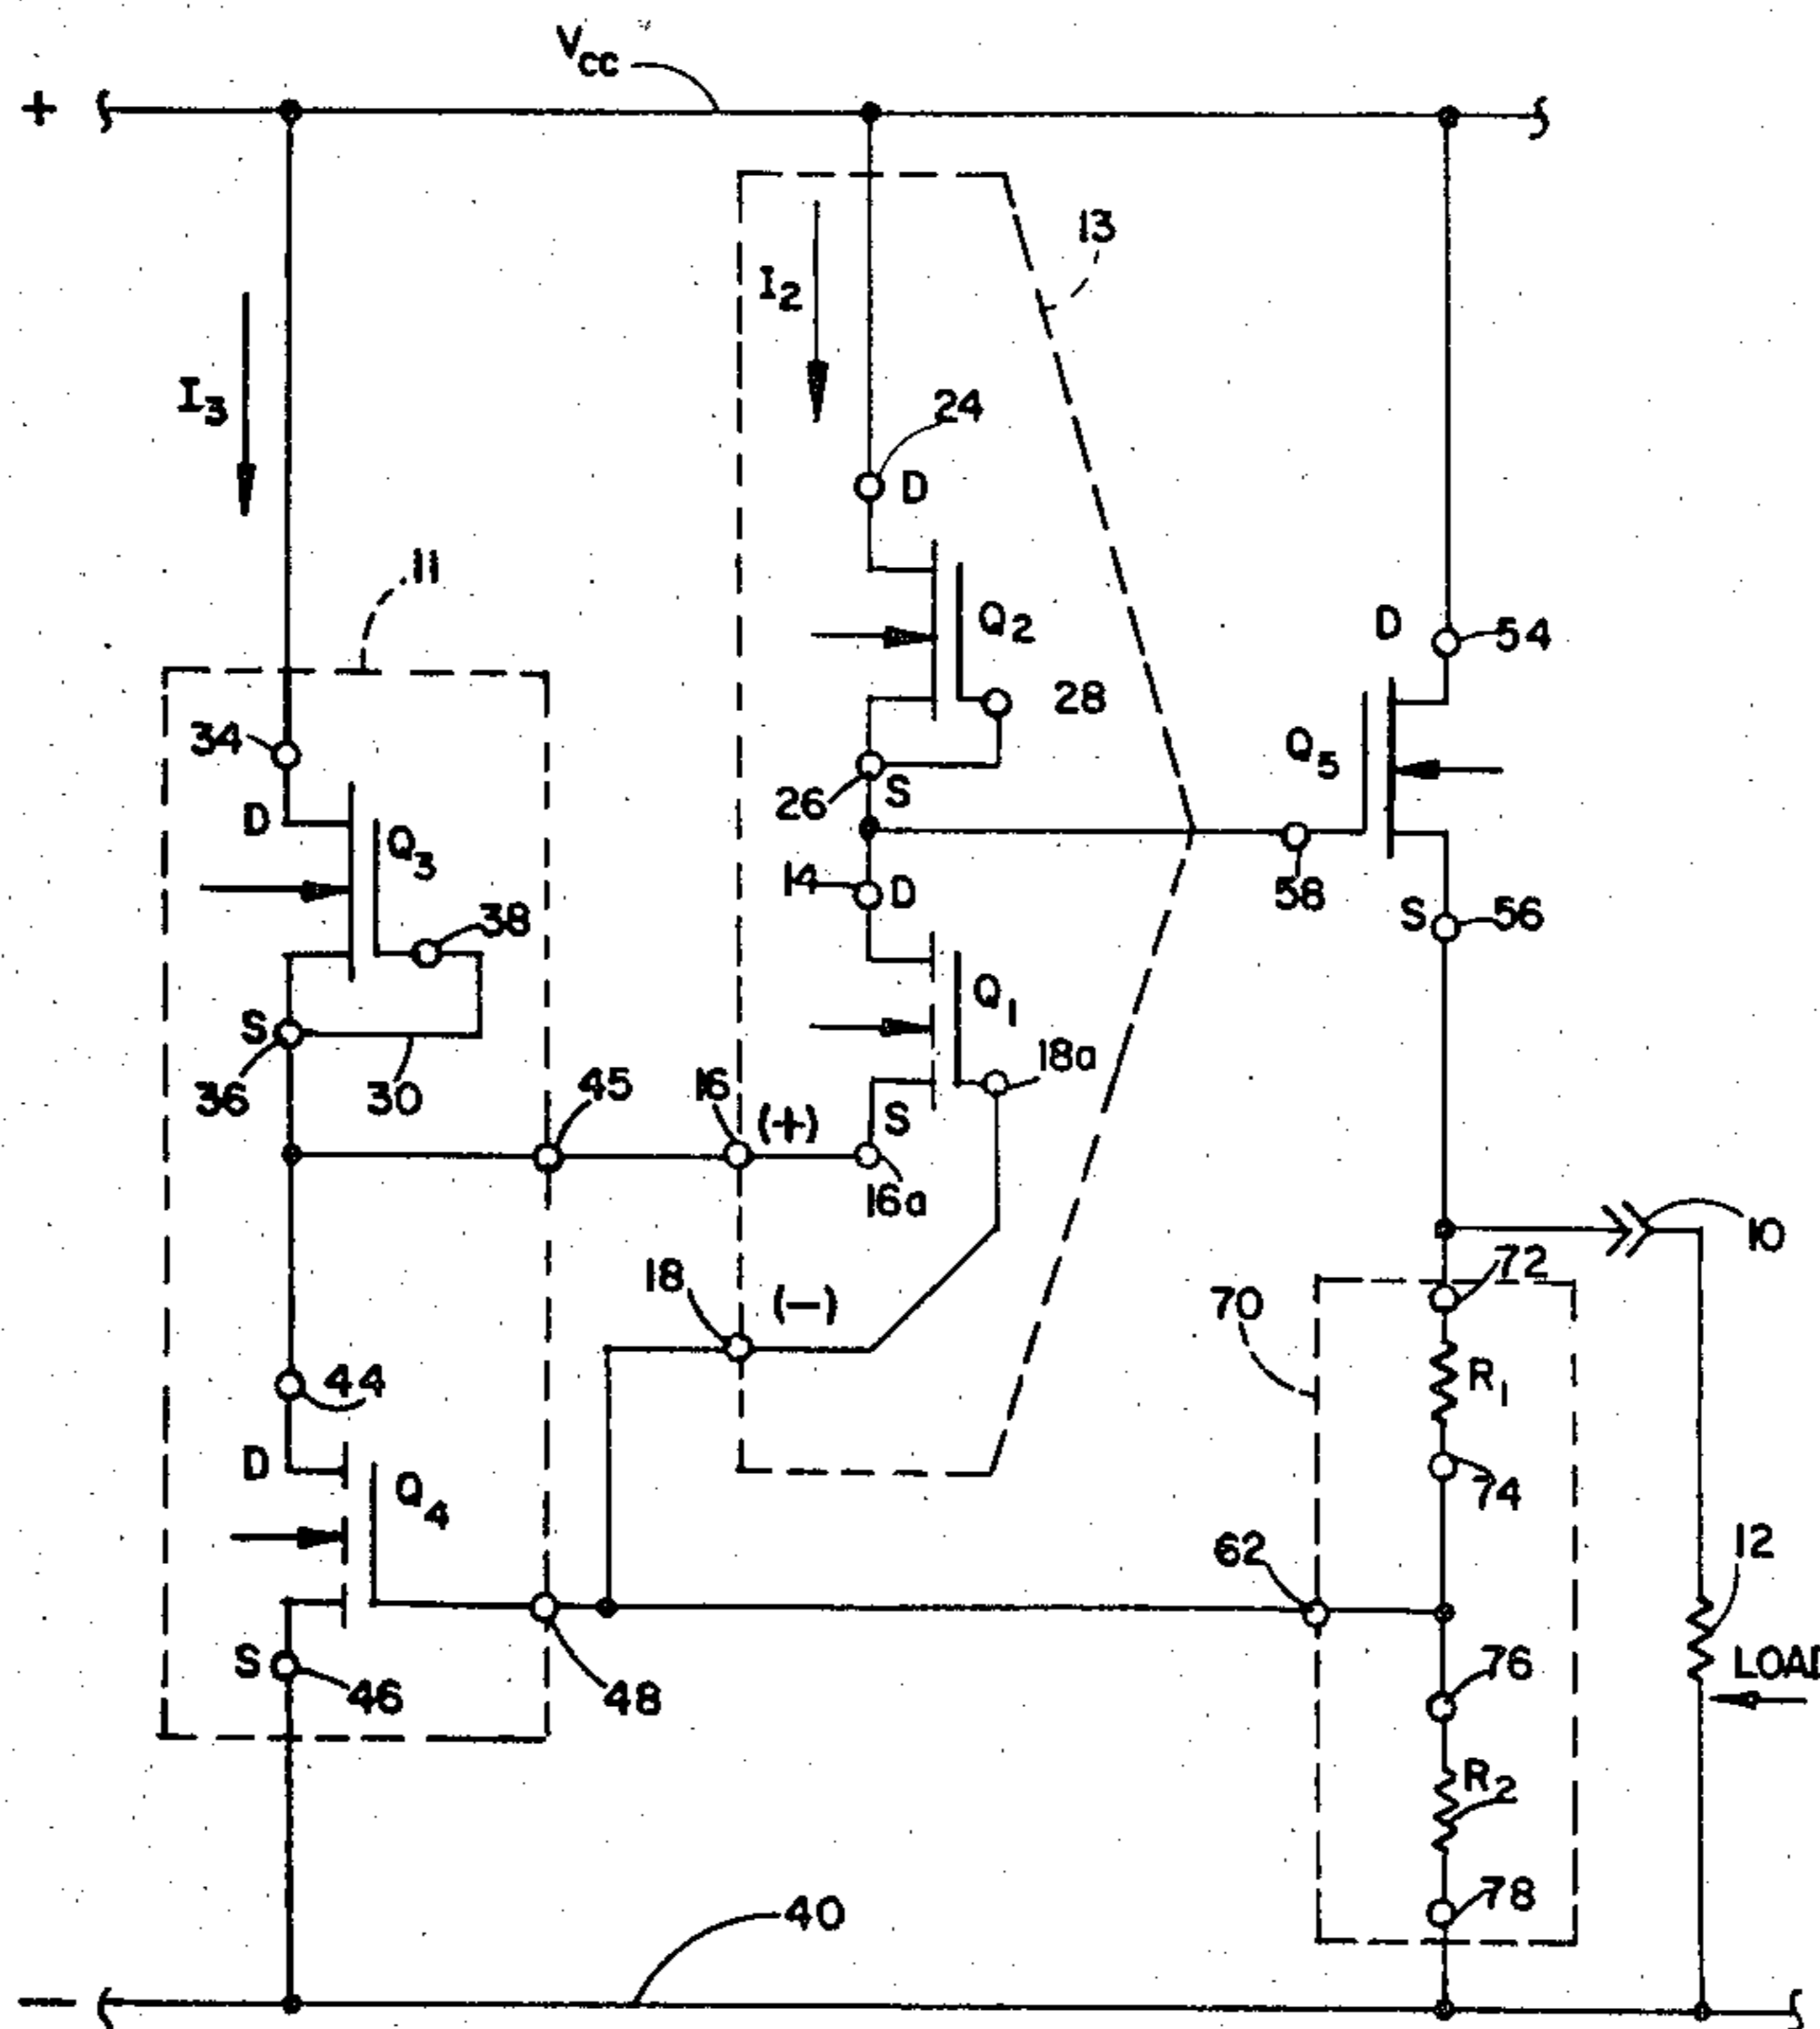 Vcc
+
13
I2
I3
24
D
11
Q2
D
54
28
34
Q5
26
S
D
Q3
14
D
58
38
S
56
Q1
S
18a
36
30
45
16
(+)
S
16a
10
72
18
(–)
70
R1
44
D
Q4
74
62
12
S
46
48
76
LOAD
R2
78
40
–